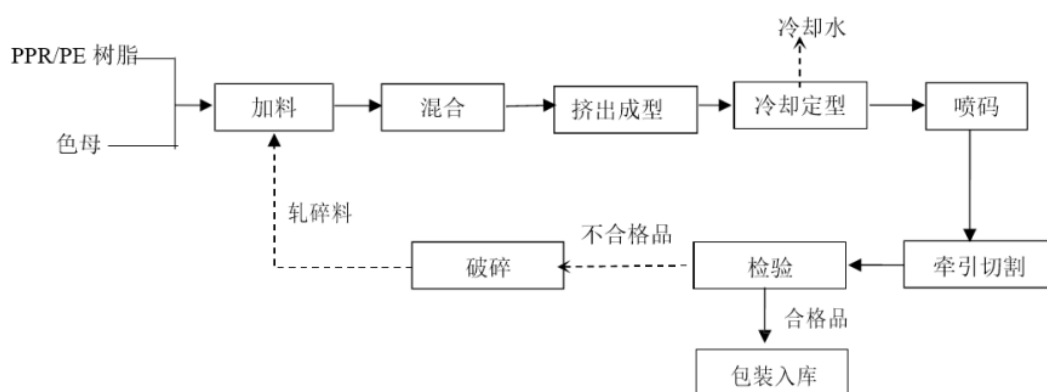 冷却水
PPR/PE 树脂
加料
混合
挤出成型
冷却定型
喷码
色母
轧碎料
不合格品
破碎
检验
牵引切割
合格品
包装入库